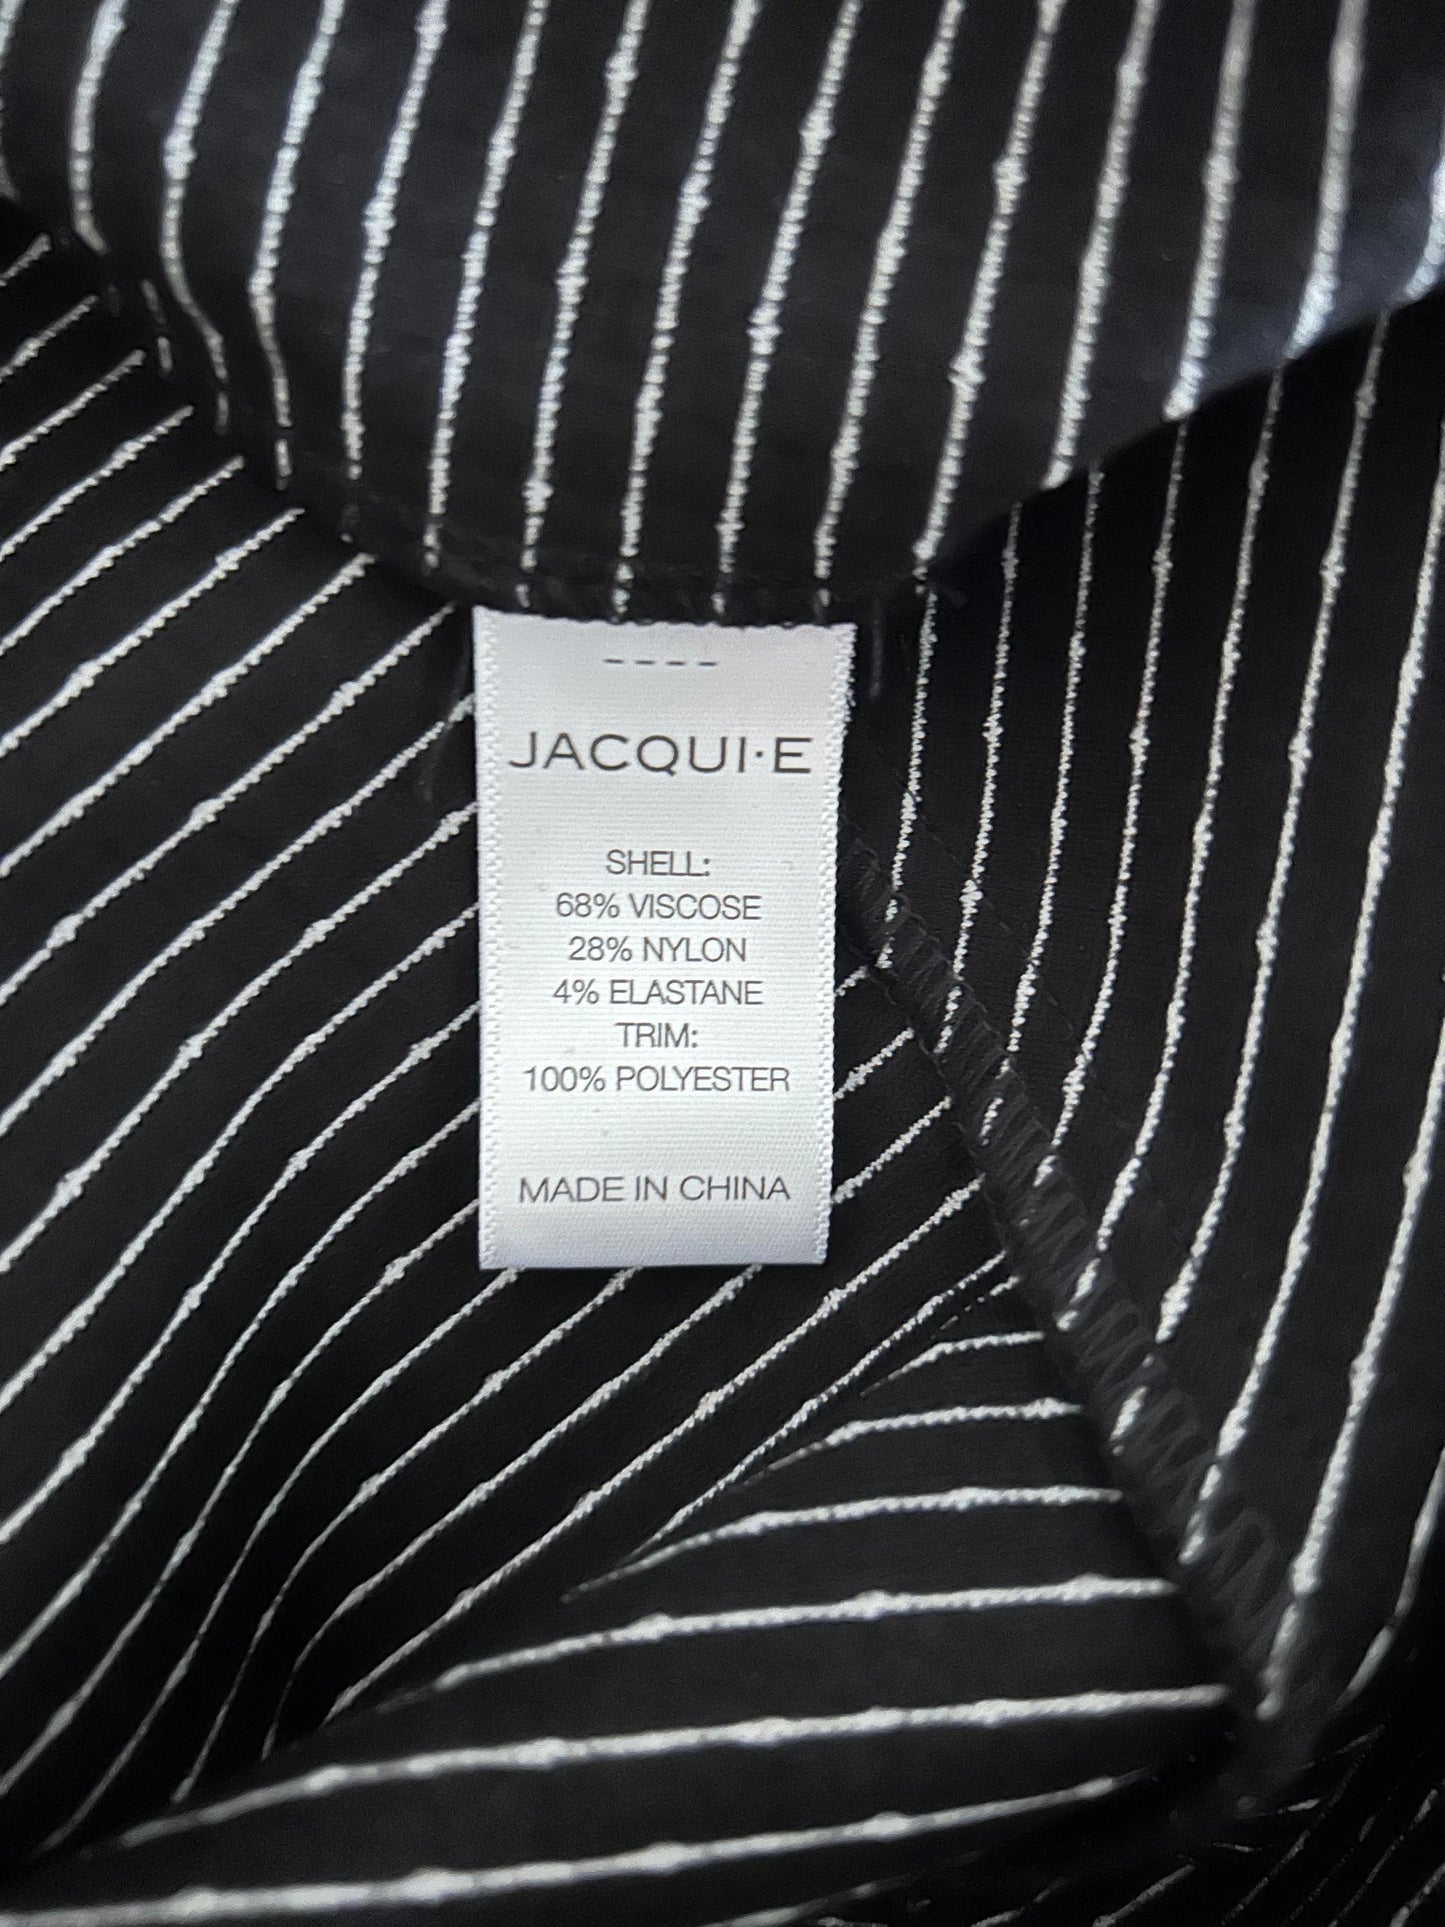 JACQUI·E
SHELL:
68% VISCOSE
28% NYLON
4% ELASTANE
TRIM:
100% POLYESTER
MADE IN CHINA